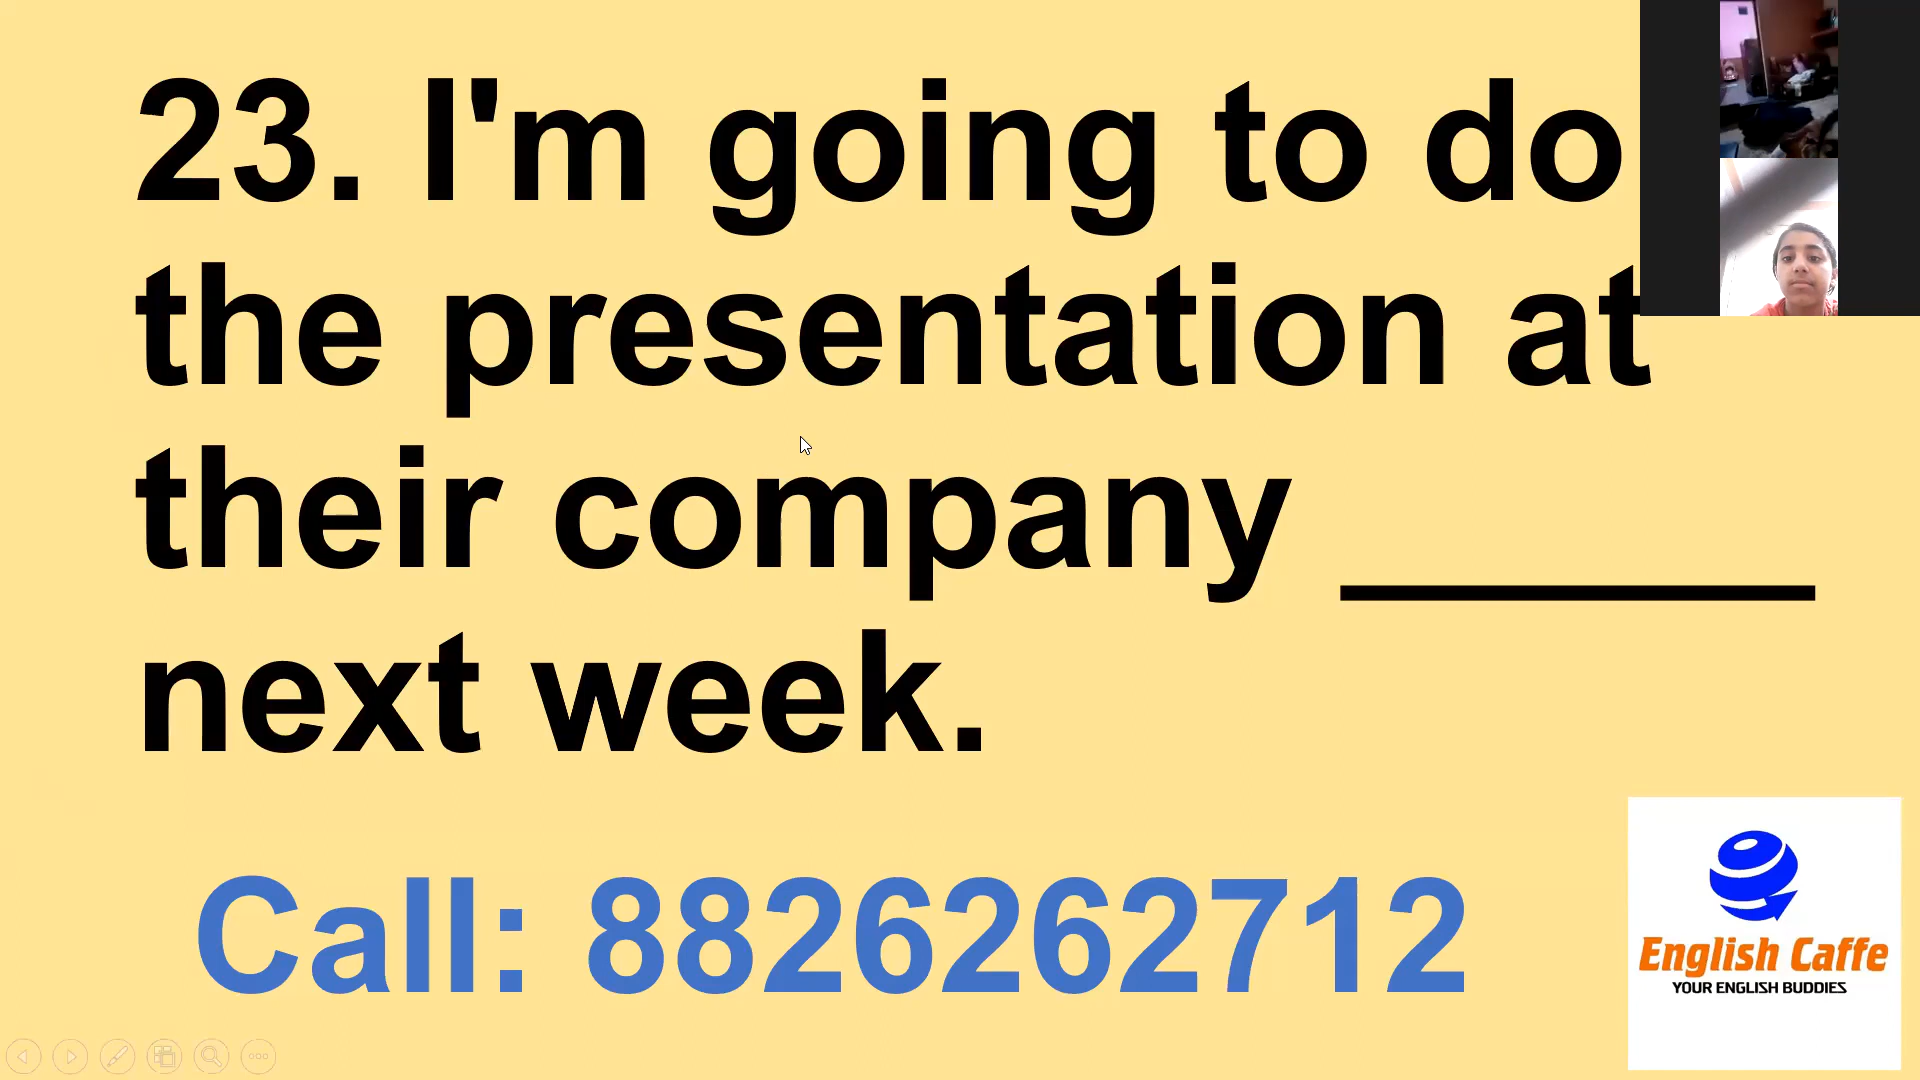 23. I'm going to do
the presentation at
their company ______
next week.
Call: 8826262712
English Caffe
YOUR ENGLISH BUDDIES